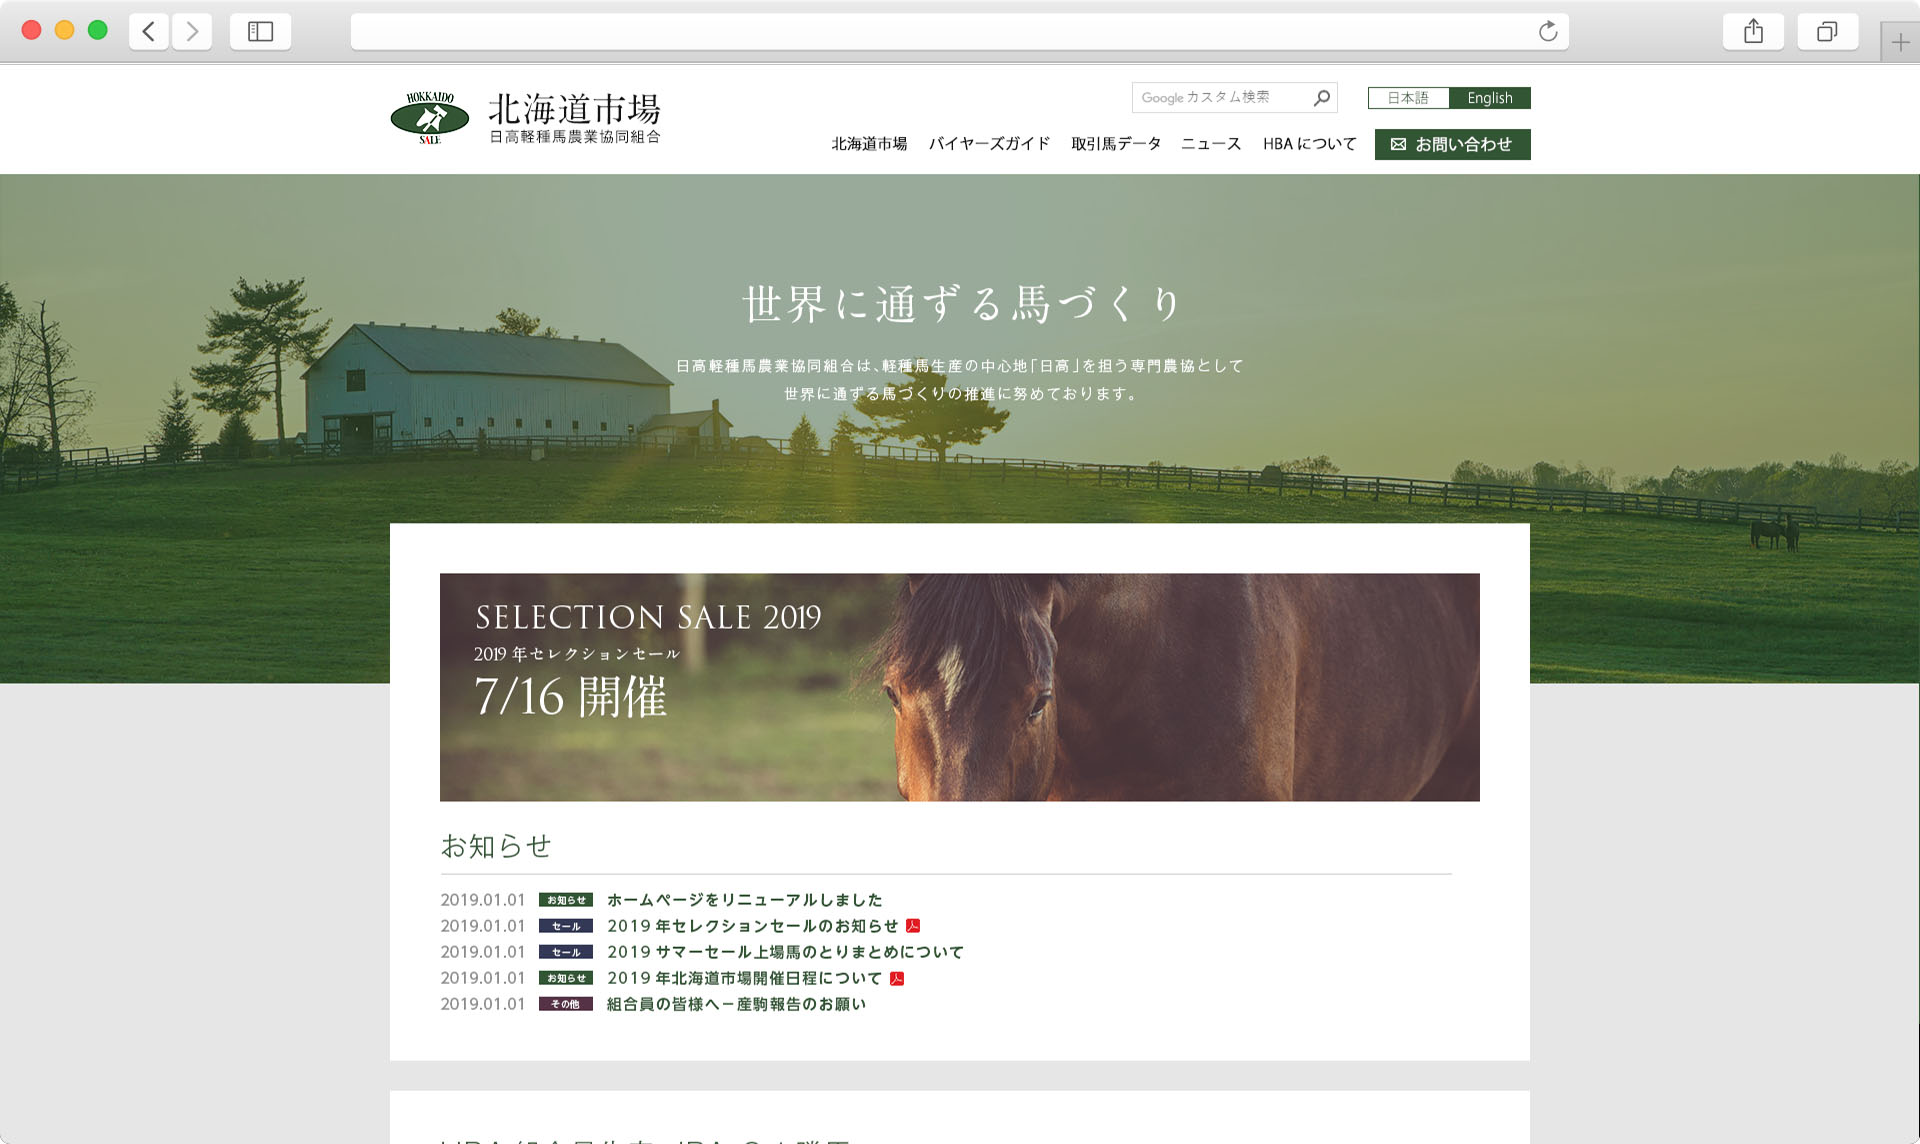 HOKKAIDO
SALE
北海道市場
日高軽種馬農業協同組合
Google カスタム検索
日本語
English
北海道市場
バイヤーズガイド
取引馬データ
ニュース
HBA について
お問い合わせ
世界に通ずる馬づくり
日高軽種馬農業協同組合は、軽種馬生産の中心地「日高」を担う専門農協として
世界に通ずる馬づくりの推進に努めております。
SELECTION SALE 2019
2019 年セレクションセール
7/16 開催
お知らせ
2019.01.01 お知らせ ホームページをリニューアルしました
2019.01.01 セール 2019 年セレクションセールのお知らせ
2019.01.01 セール 2019 サマーセール上場馬のとりまとめについて
2019.01.01 お知らせ 2019 年北海道市場開催日程について
2019.01.01 その他 組合員の皆様へ－産駒報告のお願い